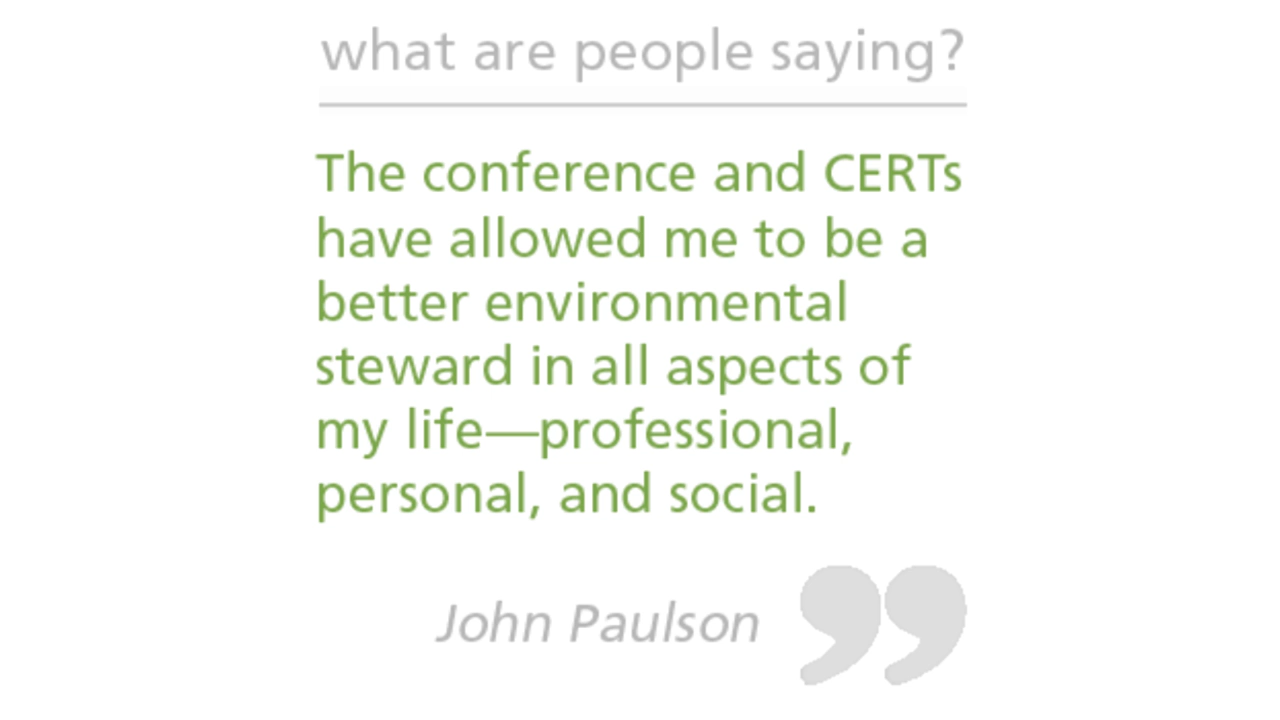 what are people saying?
The conference and CERTs
have allowed me to be a
better environmental
steward in all aspects of
my life—professional,
personal, and social.
John Paulson ”